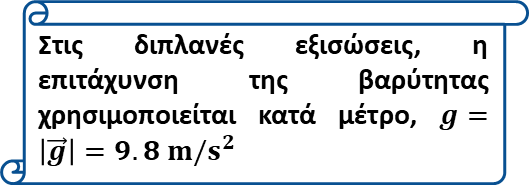 Στις διπλανές εξισώσεις, η
επιτάχυνση της βαρύτητας
χρησιμοποιείται κατά μέτρο, g =
|g⃗| = 9.8 m/s²